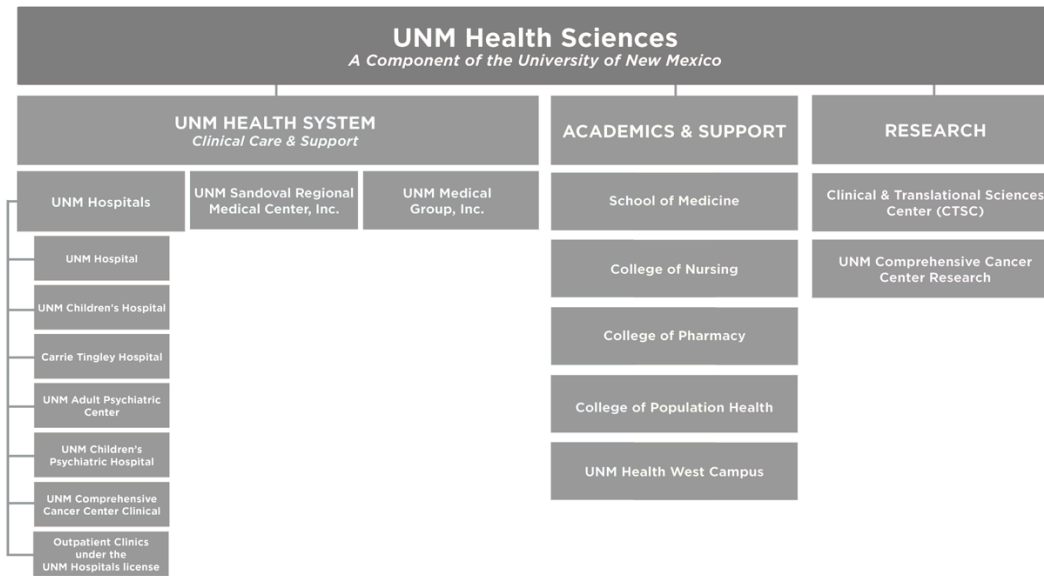 UNM Health Sciences
A Component of the University of New Mexico
UNM HEALTH SYSTEM
Clinical Care & Support
UNM Hospitals
UNM Sandoval Regional
Medical Center, Inc.
UNM Medical
Group, Inc.
UNM Hospital
UNM Children's Hospital
Carrie Tingley Hospital
UNM Adult Psychiatric
Center
UNM Children's
Psychiatric Hospital
UNM Comprehensive
Cancer Center Clinical
Outpatient Clinics
under the
UNM Hospitals license
ACADEMICS & SUPPORT
School of Medicine
College of Nursing
College of Pharmacy
College of Population Health
UNM Health West Campus
RESEARCH
Clinical & Translational Sciences
Center (CTSC)
UNM Comprehensive Cancer
Center Research